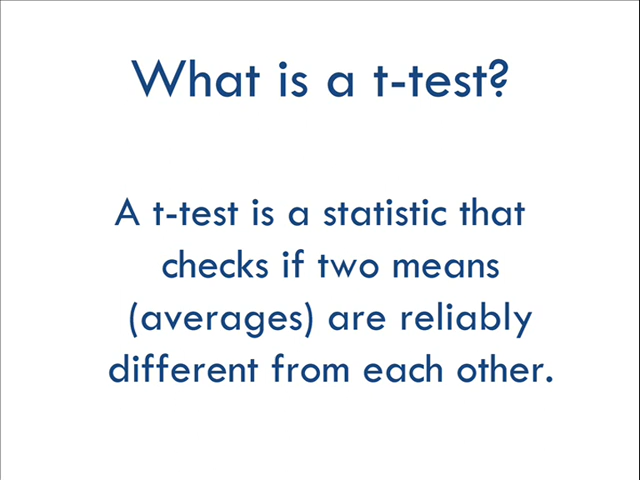 What is a t-test?
A t-test is a statistic that
checks if two means
(averages) are reliably
different from each other.